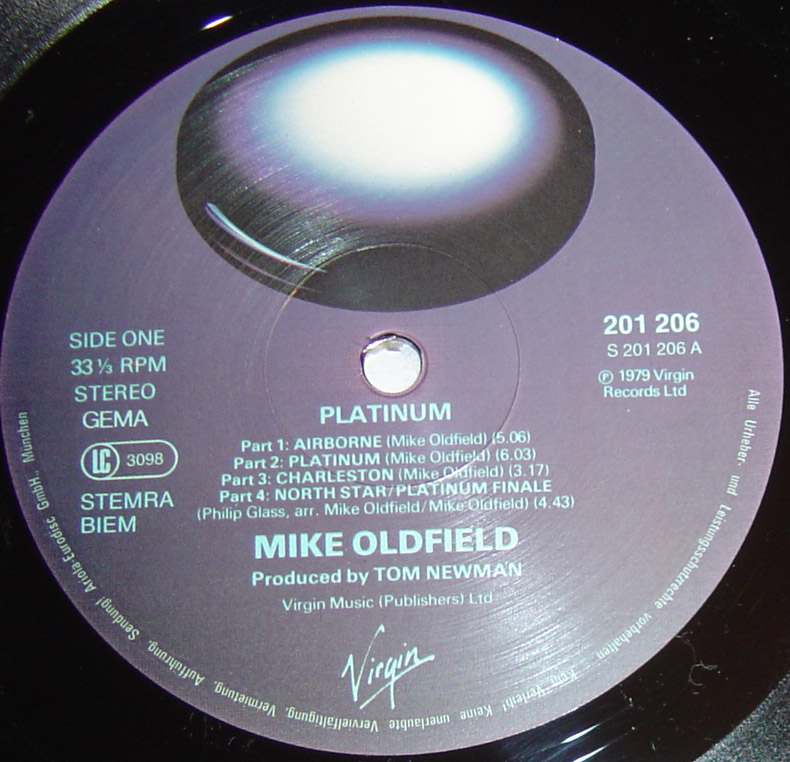 SIDE ONE
33 ⅓ RPM
STEREO
GEMA
LC 3098
STEMRA
BIEM
201 206
S 201 206 A
℗ 1979 Virgin
Records Ltd
PLATINUM
Part 1: AIRBORNE (Mike Oldfield) (5.06)
Part 2: PLATINUM (Mike Oldfield) (6.03)
Part 3: CHARLESTON (Mike Oldfield) (3.17)
Part 4: NORTH STAR/PLATINUM FINALE
(Philip Glass, arr. Mike Oldfield/Mike Oldfield) (4.43)
MIKE OLDFIELD
Produced by TOM NEWMAN
Virgin Music (Publishers) Ltd
Virgin
Alle Urheber- und Leistungsschutzrechte vorbehalten Kein Verleih! Keine unerlaubte Vervielfältigung, Vermietung, Aufführung, Sendung! Ariola-Eurodisc GmbH., München